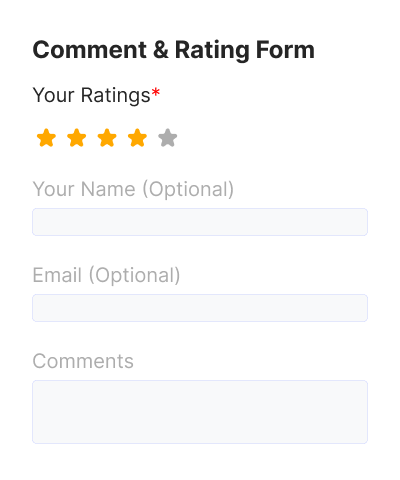 Comment & Rating Form
Your Ratings*
Your Name (Optional)
Email (Optional)
Comments